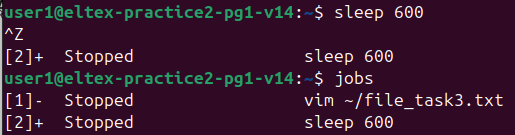 user1@eltex-practice2-pg1-v14:~$ sleep 600
^Z
[2]+  Stopped                 sleep 600
user1@eltex-practice2-pg1-v14:~$ jobs
[1]-  Stopped                 vim ~/file_task3.txt
[2]+  Stopped                 sleep 600